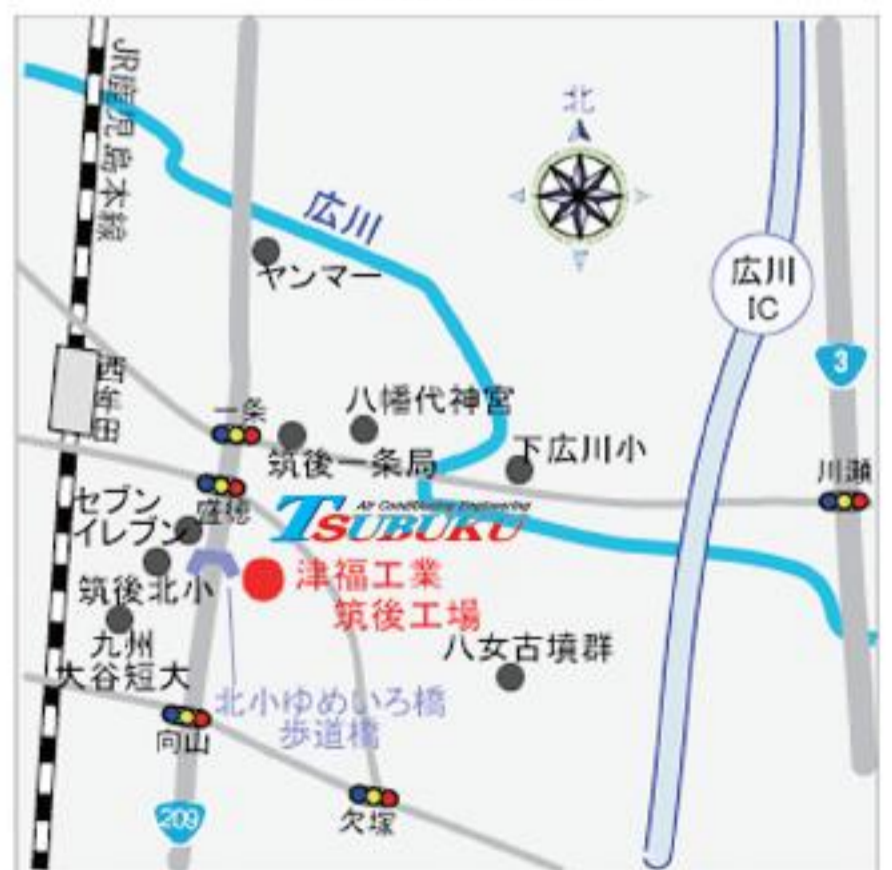 北
JR鹿児島本線
広川
ヤンマー
広川
IC
3
西牟田
一条
八幡代神宮
筑後一条局
下広川小
川瀬
セブン
イレブン
盛徳
Air Conditioning Engineering
TSUBUKU
筑後北小
津福工業
筑後工場
九州
大谷短大
八女古墳群
北小ゆめいろ橋
歩道橋
向山
209
欠塚